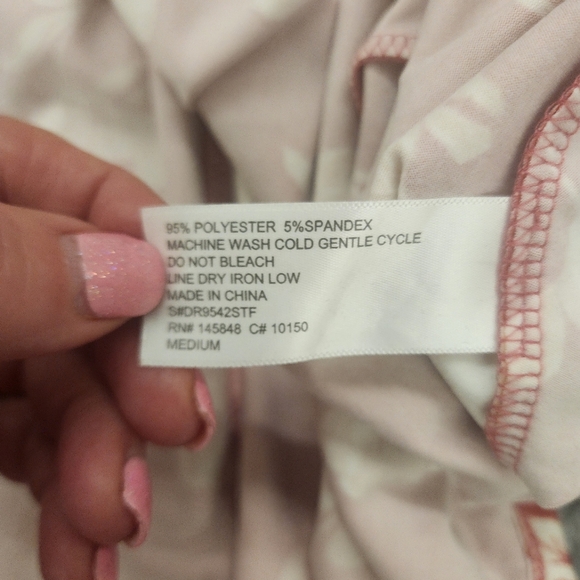 95% POLYESTER 5%SPANDEX
MACHINE WASH COLD GENTLE CYCLE
DO NOT BLEACH
LINE DRY IRON LOW
MADE IN CHINA
S#DR9542STF
RN# 145848 C# 10150
MEDIUM